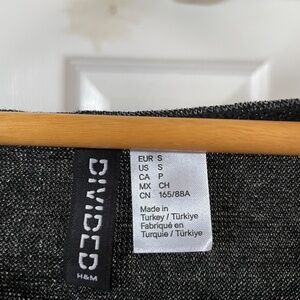 DIVIDED
H&M
EUR S
US S
CA P
MX CH
CN 165/88A
Made in
Turkey / Türkiye
Fabriqué en
Turquie / Türkiye